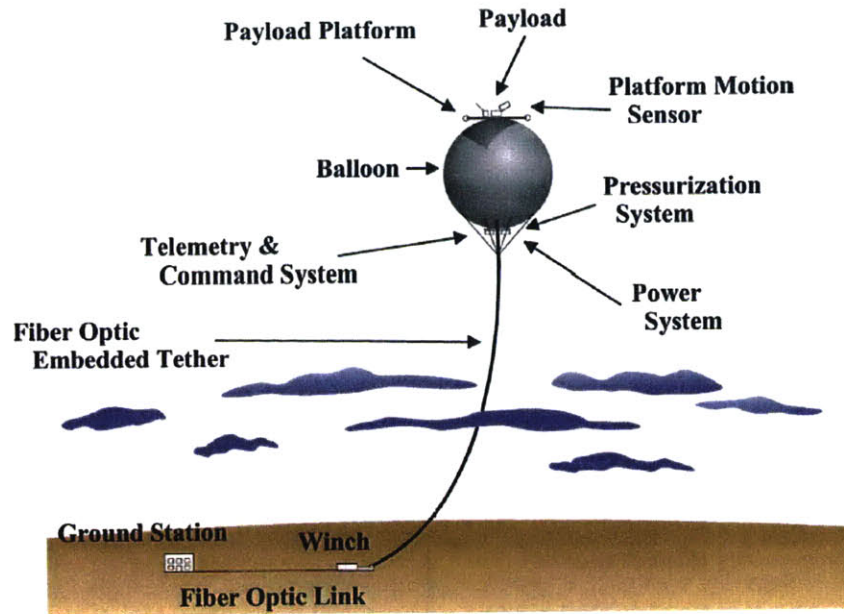 Payload Platform
Payload
Platform Motion
Sensor
Balloon
Pressurization
System
Telemetry &
Command System
Power
System
Fiber Optic
Embedded Tether
Ground Station
Winch
Fiber Optic Link